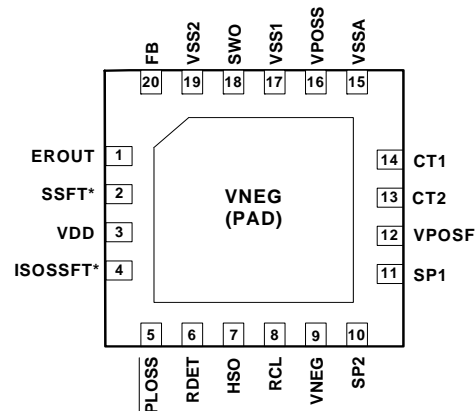 FB
VSS2
SWO
VSS1
VPOSS
VSSA
20
19
18
17
16
15
EROUT 1
SSFT* 2
VDD 3
ISOSSFT* 4
VNEG
(PAD)
14 CT1
13 CT2
12 VPOSF
11 SP1
5
6
7
8
9
10
PLOSS
RDET
HSO
RCL
VNEG
SP2